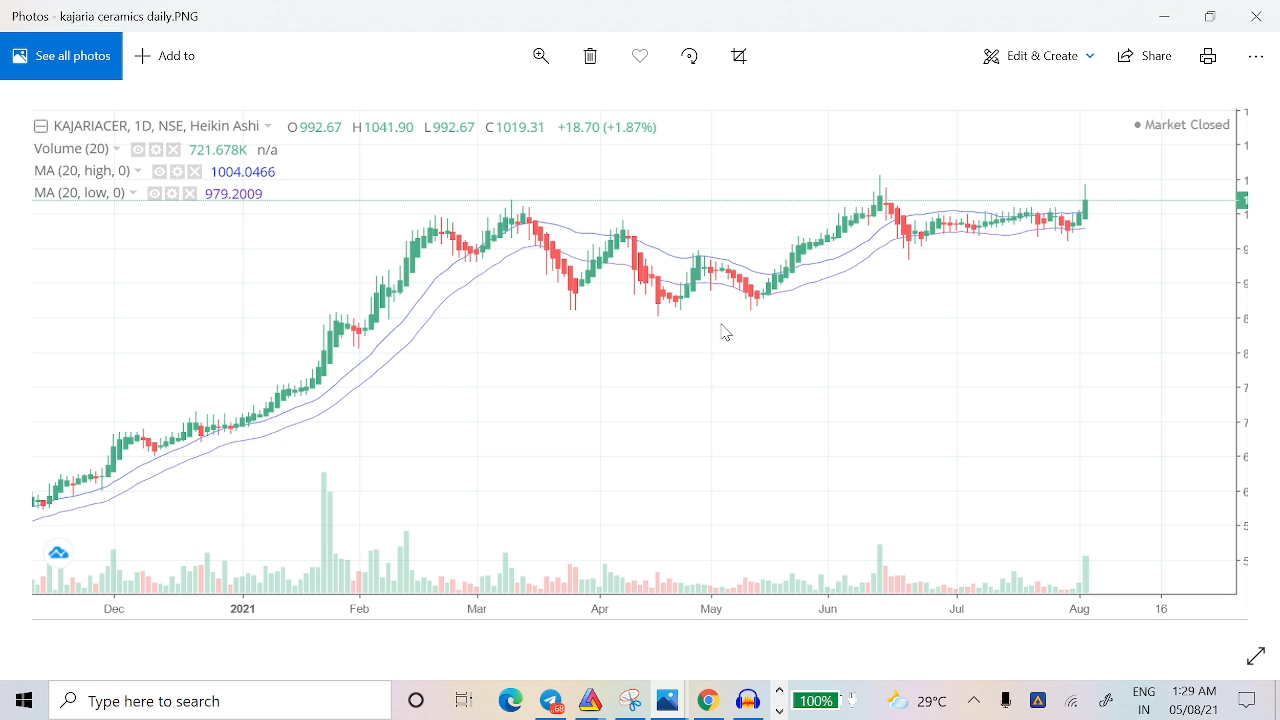 Photos - kajaria daily.PNG
See all photos
Add to
Edit & Create
Share
KAJARIACER, 1D, NSE, Heikin Ashi O992.67 H1041.90 L992.67 C1019.31 +18.70 (+1.87%)
Market Closed
Volume (20) 721.678K n/a
MA (20, high, 0) 1004.0466
MA (20, low, 0) 979.2009
Dec 2021 Feb Mar Apr May Jun Jul Aug 16
Type here to search
.68
100%
28°C
ENG
IN
1:29 AM
05/08/21